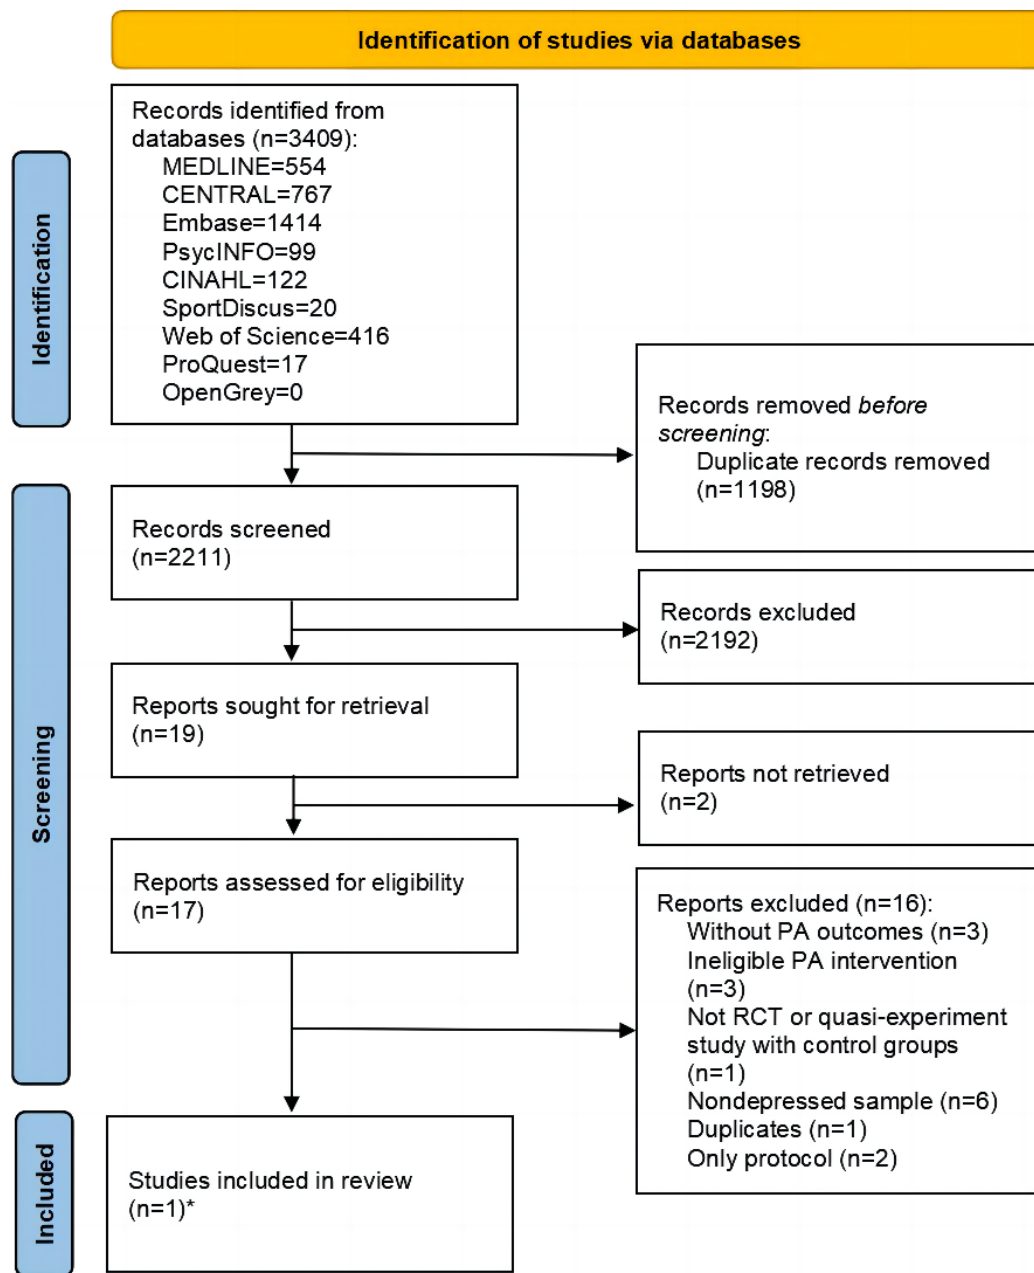 Identification of studies via databases
Identification
Records identified from
databases (n=3409):
MEDLINE=554
CENTRAL=767
Embase=1414
PsycINFO=99
CINAHL=122
SportDiscus=20
Web of Science=416
ProQuest=17
OpenGrey=0
Records removed before
screening:
Duplicate records removed
(n=1198)
Screening
Records screened
(n=2211)
Records excluded
(n=2192)
Reports sought for retrieval
(n=19)
Reports not retrieved
(n=2)
Reports assessed for eligibility
(n=17)
Reports excluded (n=16):
Without PA outcomes (n=3)
Ineligible PA intervention
(n=3)
Not RCT or quasi-experiment
study with control groups
(n=1)
Nondepressed sample (n=6)
Duplicates (n=1)
Only protocol (n=2)
Included
Studies included in review
(n=1)*